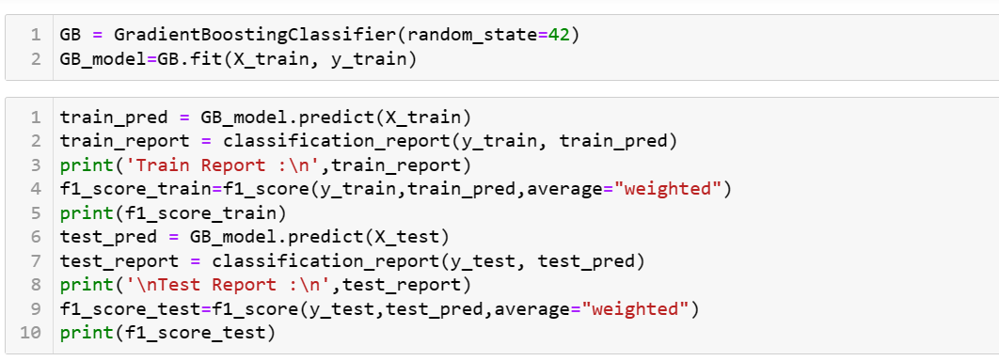 1 GB = GradientBoostingClassifier(random_state=42)
2 GB_model=GB.fit(X_train, y_train)
1 train_pred = GB_model.predict(X_train)
2 train_report = classification_report(y_train, train_pred)
3 print('Train Report :\n',train_report)
4 f1_score_train=f1_score(y_train,train_pred,average="weighted")
5 print(f1_score_train)
6 test_pred = GB_model.predict(X_test)
7 test_report = classification_report(y_test, test_pred)
8 print('\nTest Report :\n',test_report)
9 f1_score_test=f1_score(y_test,test_pred,average="weighted")
10 print(f1_score_test)